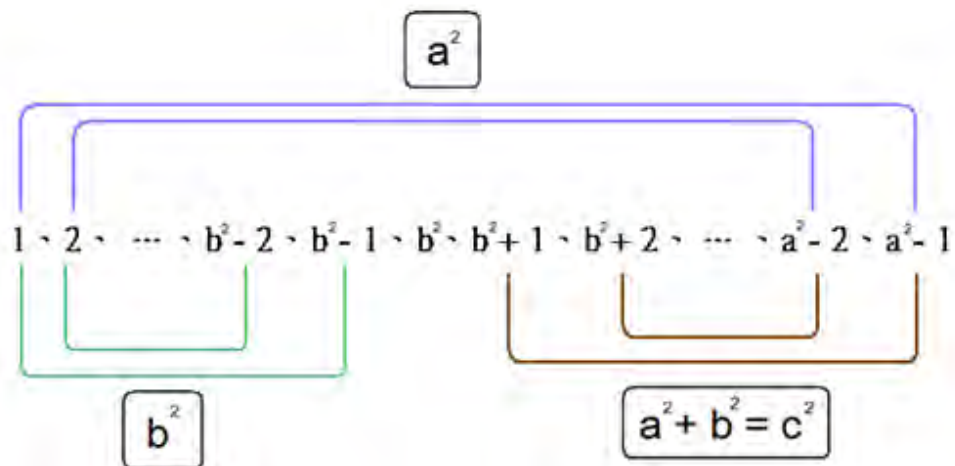 a²
1、2、…、b²-2、b²-1、b²、b²+1、b²+2、…、a²-2、a²-1
b²
a²+b²=c²